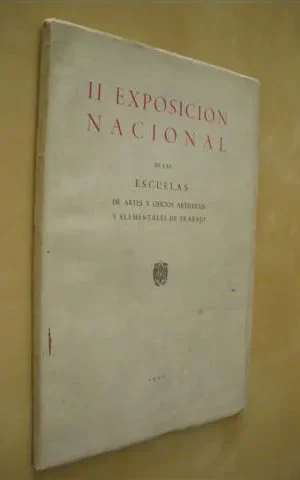 II EXPOSICION
NACIONAL
DE LAS
ESCUELAS
DE ARTES Y OFICIOS ARTISTICOS
Y ELEMENTALES DE TRABAJO